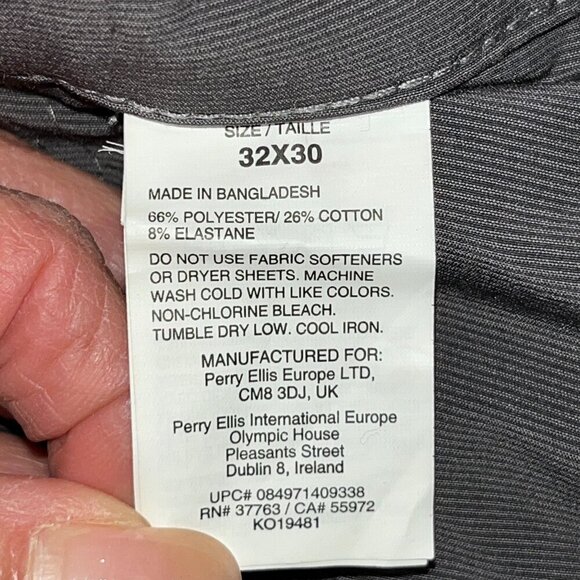 SIZE / TAILLE
32X30
MADE IN BANGLADESH
66% POLYESTER/ 26% COTTON
8% ELASTANE
DO NOT USE FABRIC SOFTENERS
OR DRYER SHEETS. MACHINE
WASH COLD WITH LIKE COLORS.
NON-CHLORINE BLEACH.
TUMBLE DRY LOW. COOL IRON.
MANUFACTURED FOR:
Perry Ellis Europe LTD,
CM8 3DJ, UK
Perry Ellis International Europe
Olympic House
Pleasants Street
Dublin 8, Ireland
UPC# 084971409338
RN# 37763 / CA# 55972
KO19481